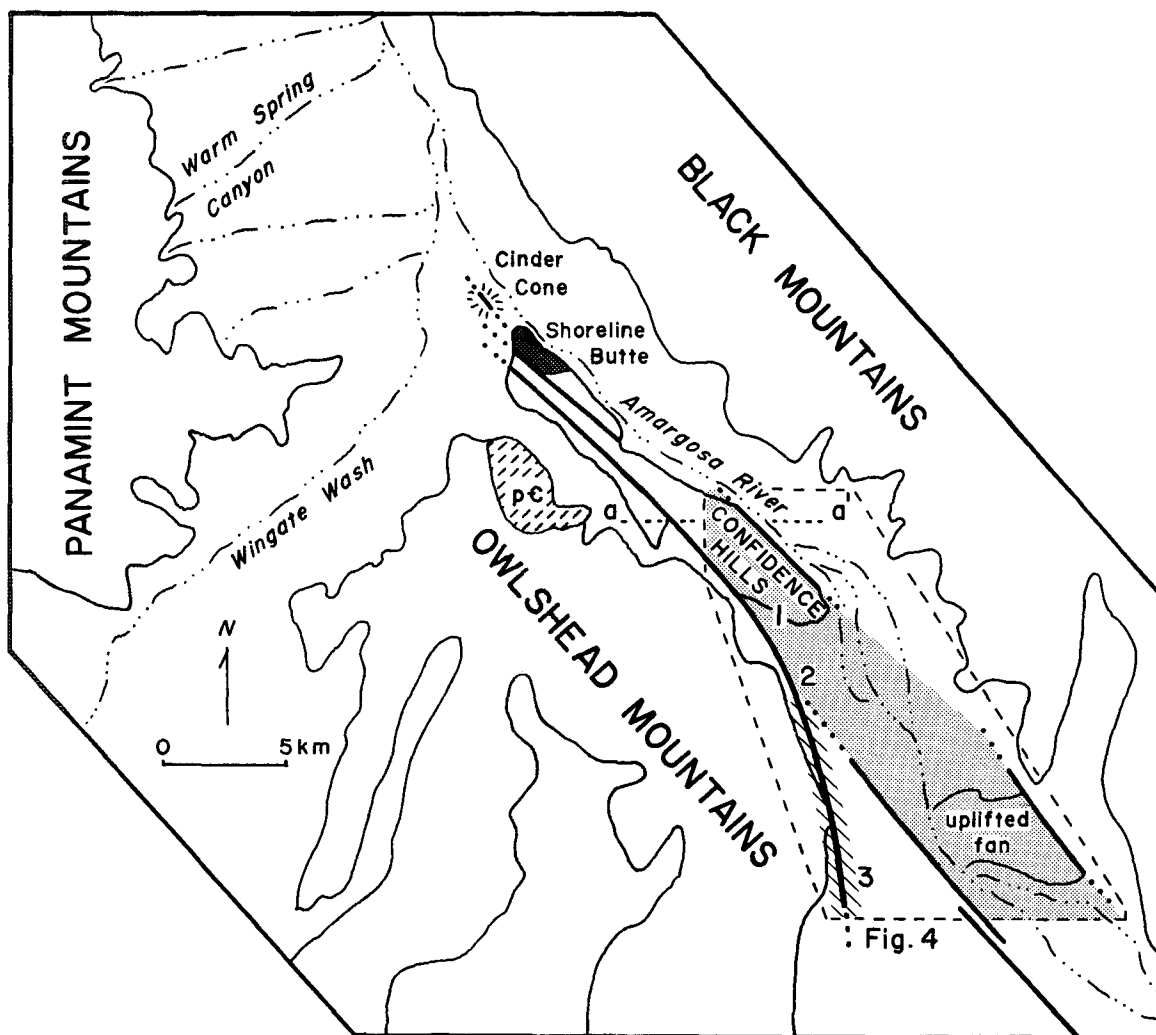 PANAMINT MOUNTAINS
Warm Spring
Canyon
BLACK MOUNTAINS
Cinder
Cone
Shoreline
Butte
Amargosa River
Wingate Wash
p€
a
a'
CONFIDENCE
HILLS
1
OWLSHEAD MOUNTAINS
2
N
0 5km
uplifted
fan
3
Fig. 4